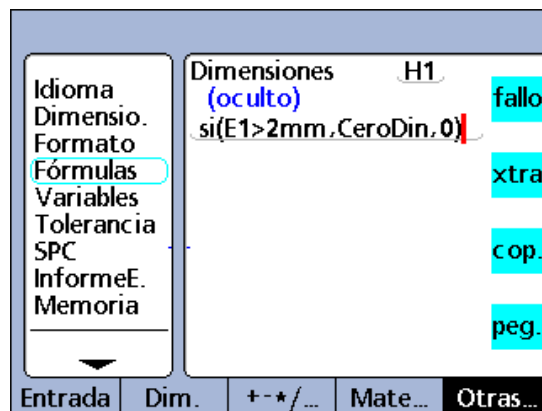 Idioma
Dimensio.
Formato
Fórmulas
Variables
Tolerancia
SPC
InformeE.
Memoria
Dimensiones H1
(oculto)
si(E1>2mm,CeroDin,0)
fallo
xtra
cop.
peg.
Entrada Dim. +-*/... Mate... Otras...